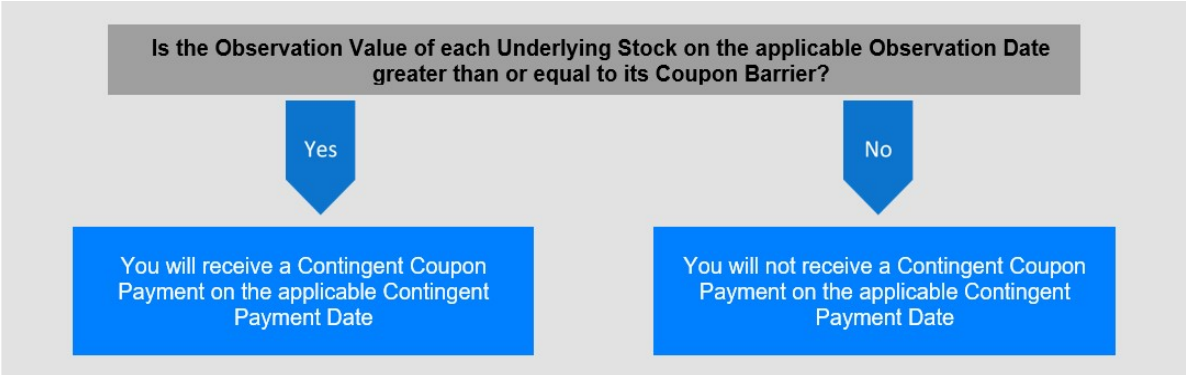 Is the Observation Value of each Underlying Stock on the applicable Observation Date
greater than or equal to its Coupon Barrier?
Yes
No
You will receive a Contingent Coupon
Payment on the applicable Contingent
Payment Date
You will not receive a Contingent Coupon
Payment on the applicable Contingent
Payment Date